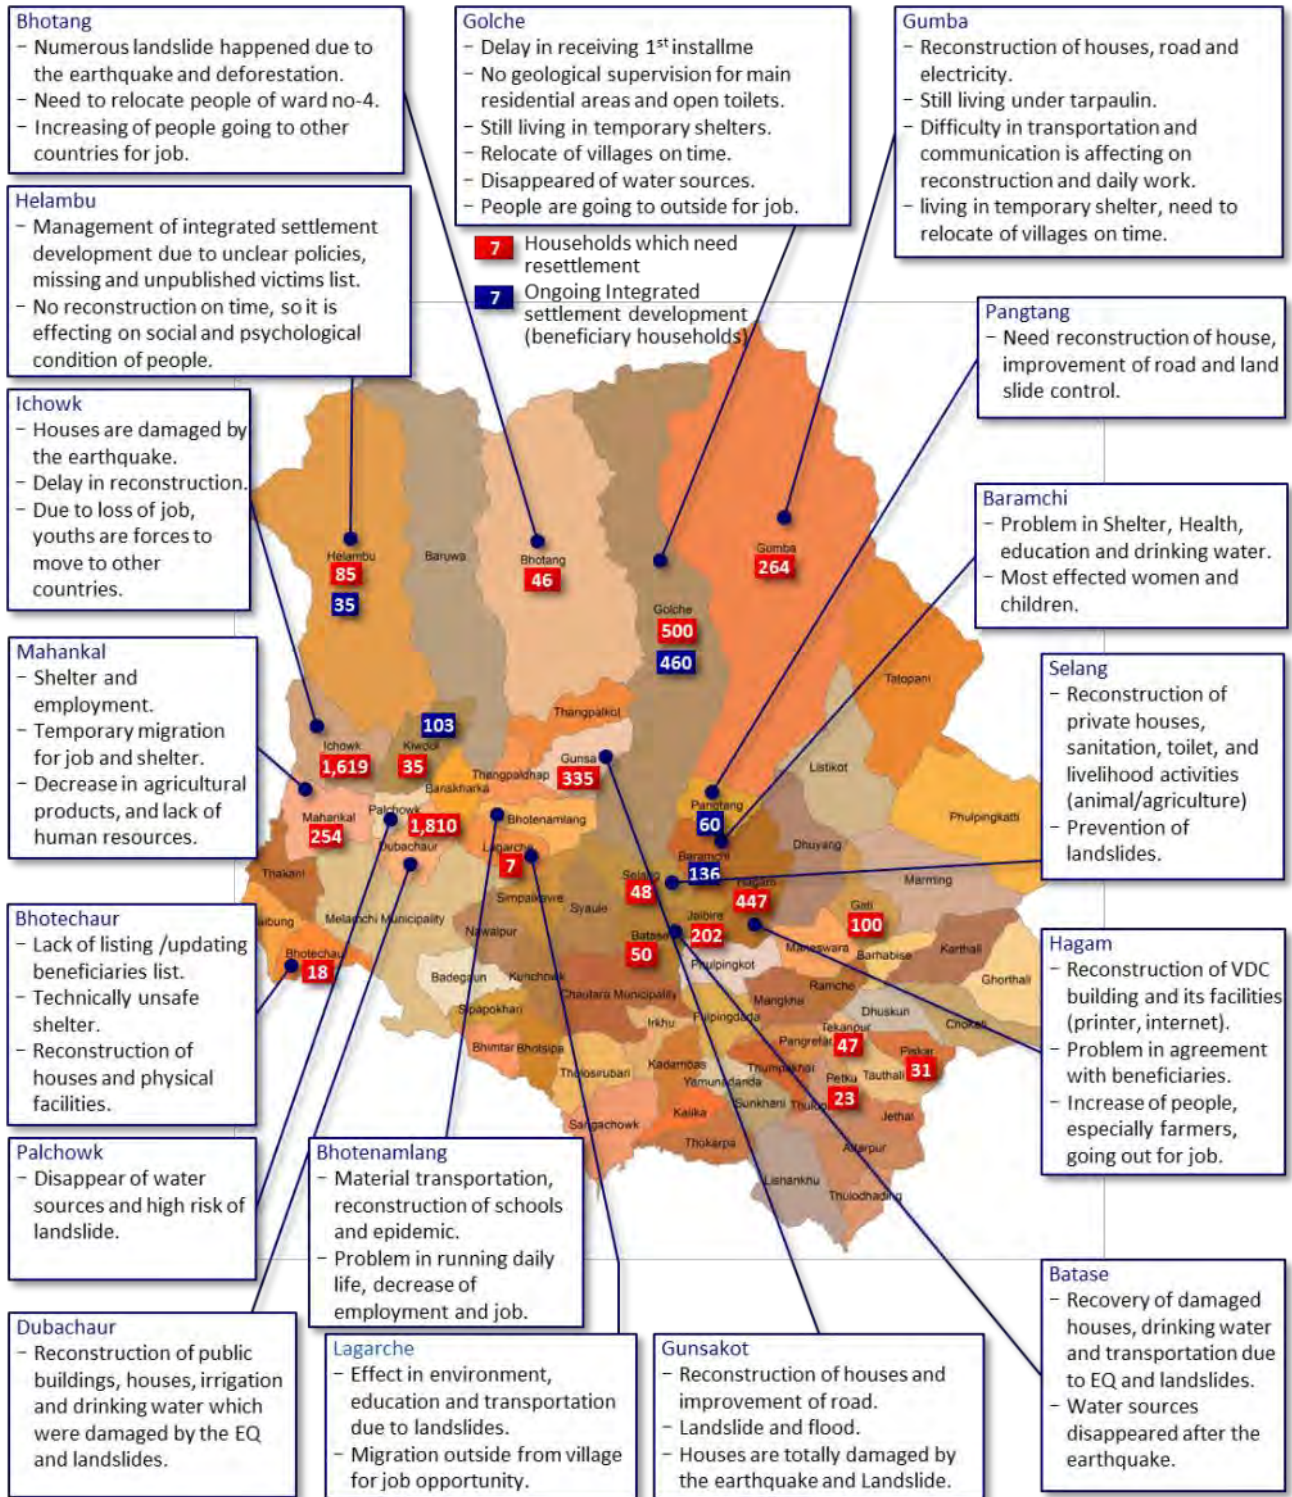 Bhotang
- Numerous landslide happened due to
the earthquake and deforestation.
- Need to relocate people of ward no-4.
- Increasing of people going to other
countries for job.
Golche
- Delay in receiving 1st installme
- No geological supervision for main
residential areas and open toilets.
- Still living in temporary shelters.
- Relocate of villages on time.
- Disappeared of water sources.
- People are going to outside for job.
Gumba
- Reconstruction of houses, road and
electricity.
- Still living under tarpaulin.
- Difficulty in transportation and
communication is affecting on
reconstruction and daily work.
- living in temporary shelter, need to
relocate of villages on time.
Helambu
- Management of integrated settlement
development due to unclear policies,
missing and unpublished victims list.
- No reconstruction on time, so it is
effecting on social and psychological
condition of people.
7 Households which need
resettlement
7 Ongoing Integrated
settlement development
(beneficiary households)
Pangtang
- Need reconstruction of house,
improvement of road and land
slide control.
Ichowk
- Houses are damaged by
the earthquake.
- Delay in reconstruction.
- Due to loss of job,
youths are forces to
move to other
countries.
Baramchi
- Problem in Shelter, Health,
education and drinking water.
- Most effected women and
children.
Mahankal
- Shelter and
employment.
- Temporary migration
for job and shelter.
- Decrease in agricultural
products, and lack of
human resources.
Selang
- Reconstruction of
private houses,
sanitation, toilet, and
livelihood activities
(animal/agriculture)
- Prevention of
landslides.
Bhotechaur
- Lack of listing /updating
beneficiaries list.
- Technically unsafe
shelter.
- Reconstruction of
houses and physical
facilities.
Hagam
- Reconstruction of VDC
building and its facilities
(printer, internet).
- Problem in agreement
with beneficiaries.
- Increase of people,
especially farmers,
going out for job.
Palchowk
- Disappear of water
sources and high risk of
landslide.
Bhotenamlang
- Material transportation,
reconstruction of schools
and epidemic.
- Problem in running daily
life, decrease of
employment and job.
Batase
- Recovery of damaged
houses, drinking water
and transportation due
to EQ and landslides.
- Water sources
disappeared after the
earthquake.
Dubachaur
- Reconstruction of public
buildings, houses, irrigation
and drinking water which
were damaged by the EQ
and landslides.
Lagarche
- Effect in environment,
education and transportation
due to landslides.
- Migration outside from village
for job opportunity.
Gunsakot
- Reconstruction of houses and
improvement of road.
- Landslide and flood.
- Houses are totally damaged by
the earthquake and Landslide.
Helambu
85
35
Baruwa
Bhotang
46
Gumba
264
Golche
500
460
Tatopani
Thangpalkot
103
Ichowk
1,619
Kiwool
35
Gunsa
335
Thangpaldhap
Listikot
Banskharka
Pangtang
60
Phulpingkatti
Mahankal
254
Palchowk
1,810
Bhotenamlang
Dubachaur
Lagarche
7
Dhuyang
Baramchi
136
Marming
Thakani
Selang
48
Hagam
447
Simpalkavre
Syaule
Gati
100
Melamchi Municipality
Jalbire
202
Nawalpur
Batase
50
Maneswara
Barhabise
Karthali
Bhotechau
18
Phulpingkot
Ghorthali
Badegaun
Kunchowk
Ramche
Chautara Municipality
Mangkha
Sipapokhari
Dhuskun
Irkhu
Fulpingdada
Chokati
Tekanpur
47
Pangretar
Piskar
31
Bhimtar
Bhotsipa
Thulosirubari
Kadambas
Thumpakhar
Tauthali
Yamunadanda
Petku
23
Sunkhani
Jethal
Kalika
Sangachowk
Thokarpa
Attarpur
Lishankhu
Thulodhading